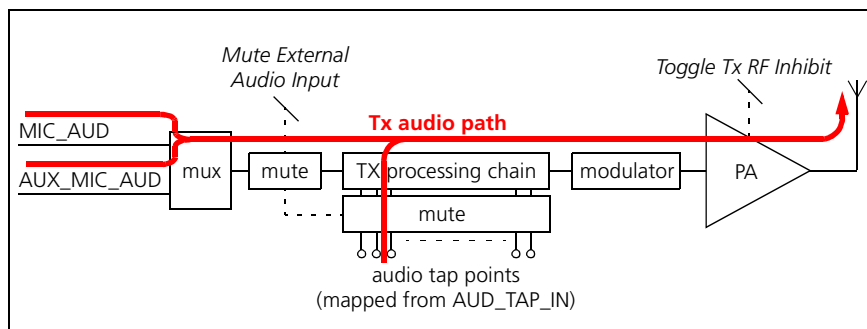 Mute External
Audio Input
Toggle Tx RF Inhibit
MIC_AUD
Tx audio path
AUX_MIC_AUD
mux
mute
TX processing chain
modulator
PA
mute
audio tap points
(mapped from AUD_TAP_IN)